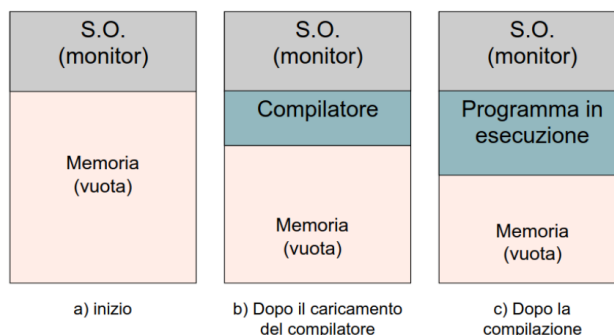 S.O.
(monitor)
Memoria
(vuota)
a) inizio
S.O.
(monitor)
Compilatore
Memoria
(vuota)
b) Dopo il caricamento
del compilatore
S.O.
(monitor)
Programma in
esecuzione
Memoria
(vuota)
c) Dopo la
compilazione